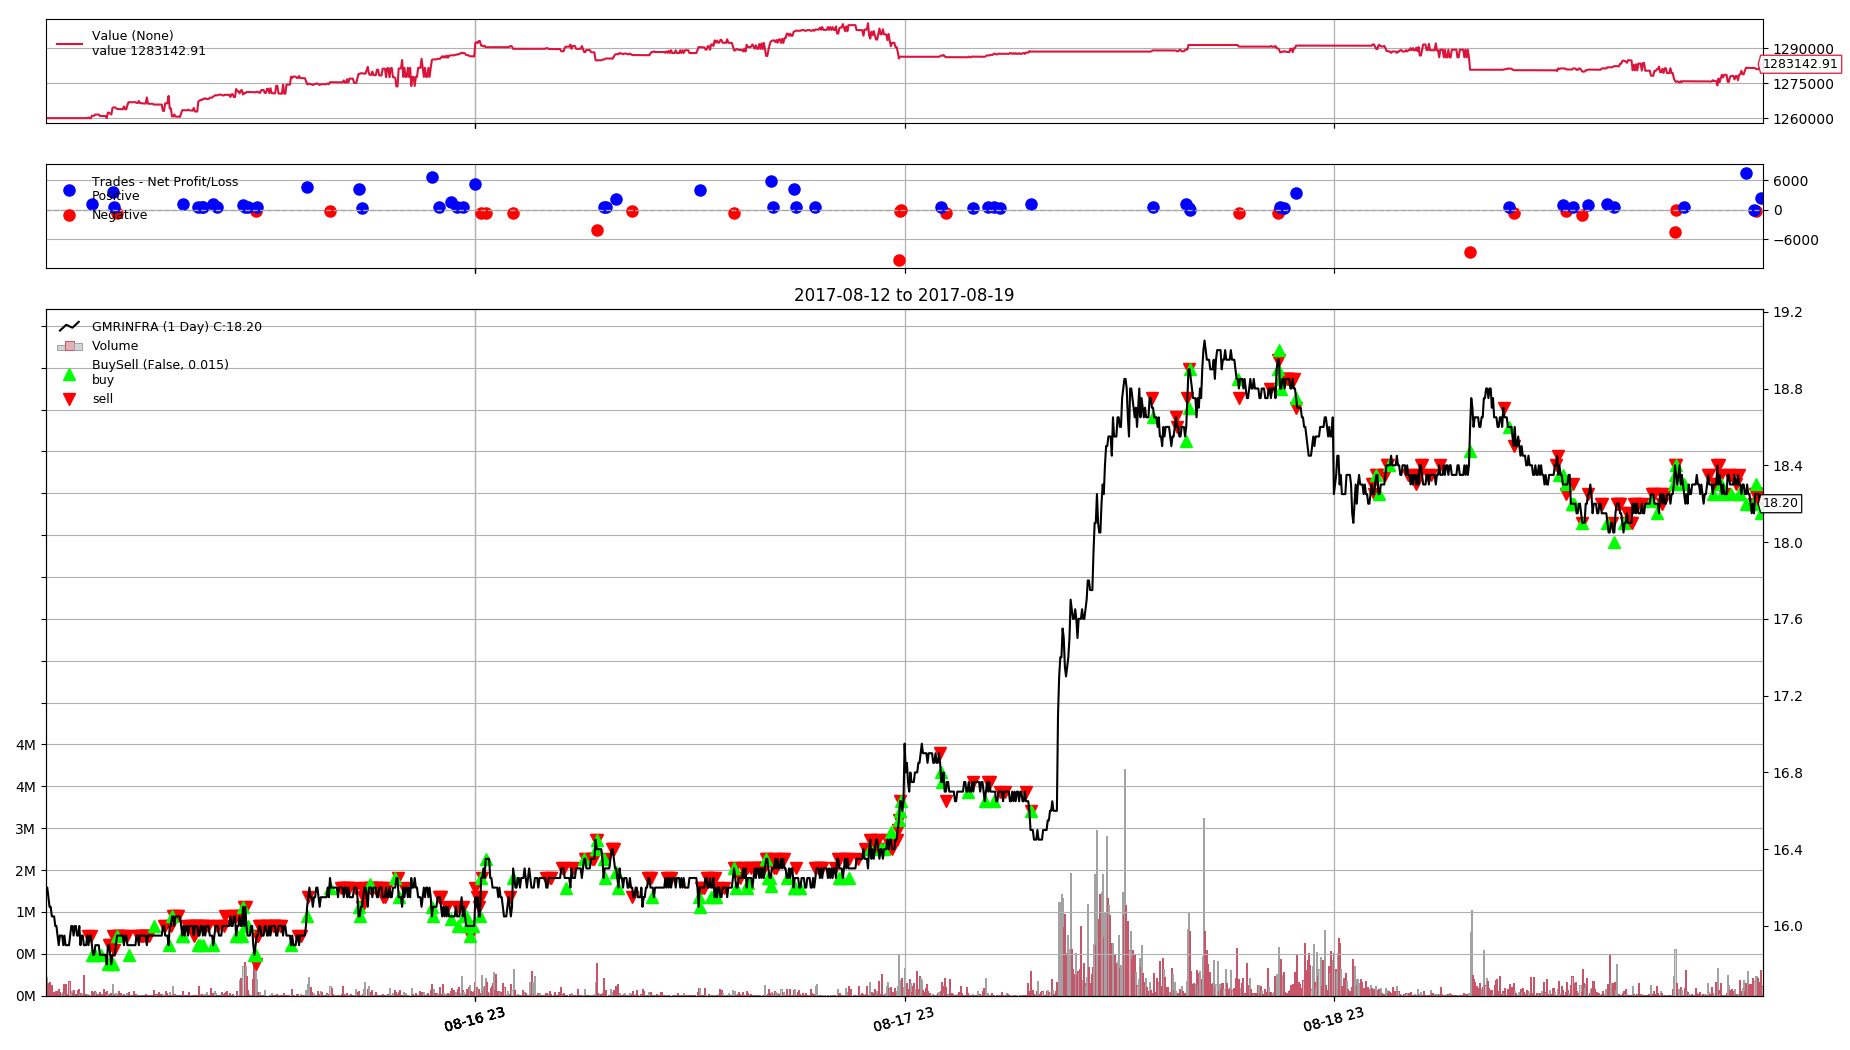 Value (None)
value 1283142.91
1290000
1283142.91
1275000
1260000
Trades - Net Profit/Loss
Positive
Negative
6000
0
−6000
2017-08-12 to 2017-08-19
GMRINFRA (1 Day) C:18.20
Volume
BuySell (False, 0.015)
buy
sell
19.2
18.8
18.4
18.20
18.0
17.6
17.2
16.8
16.4
16.0
4M
4M
3M
2M
1M
0M
0M
08-16 23
08-17 23
08-18 23